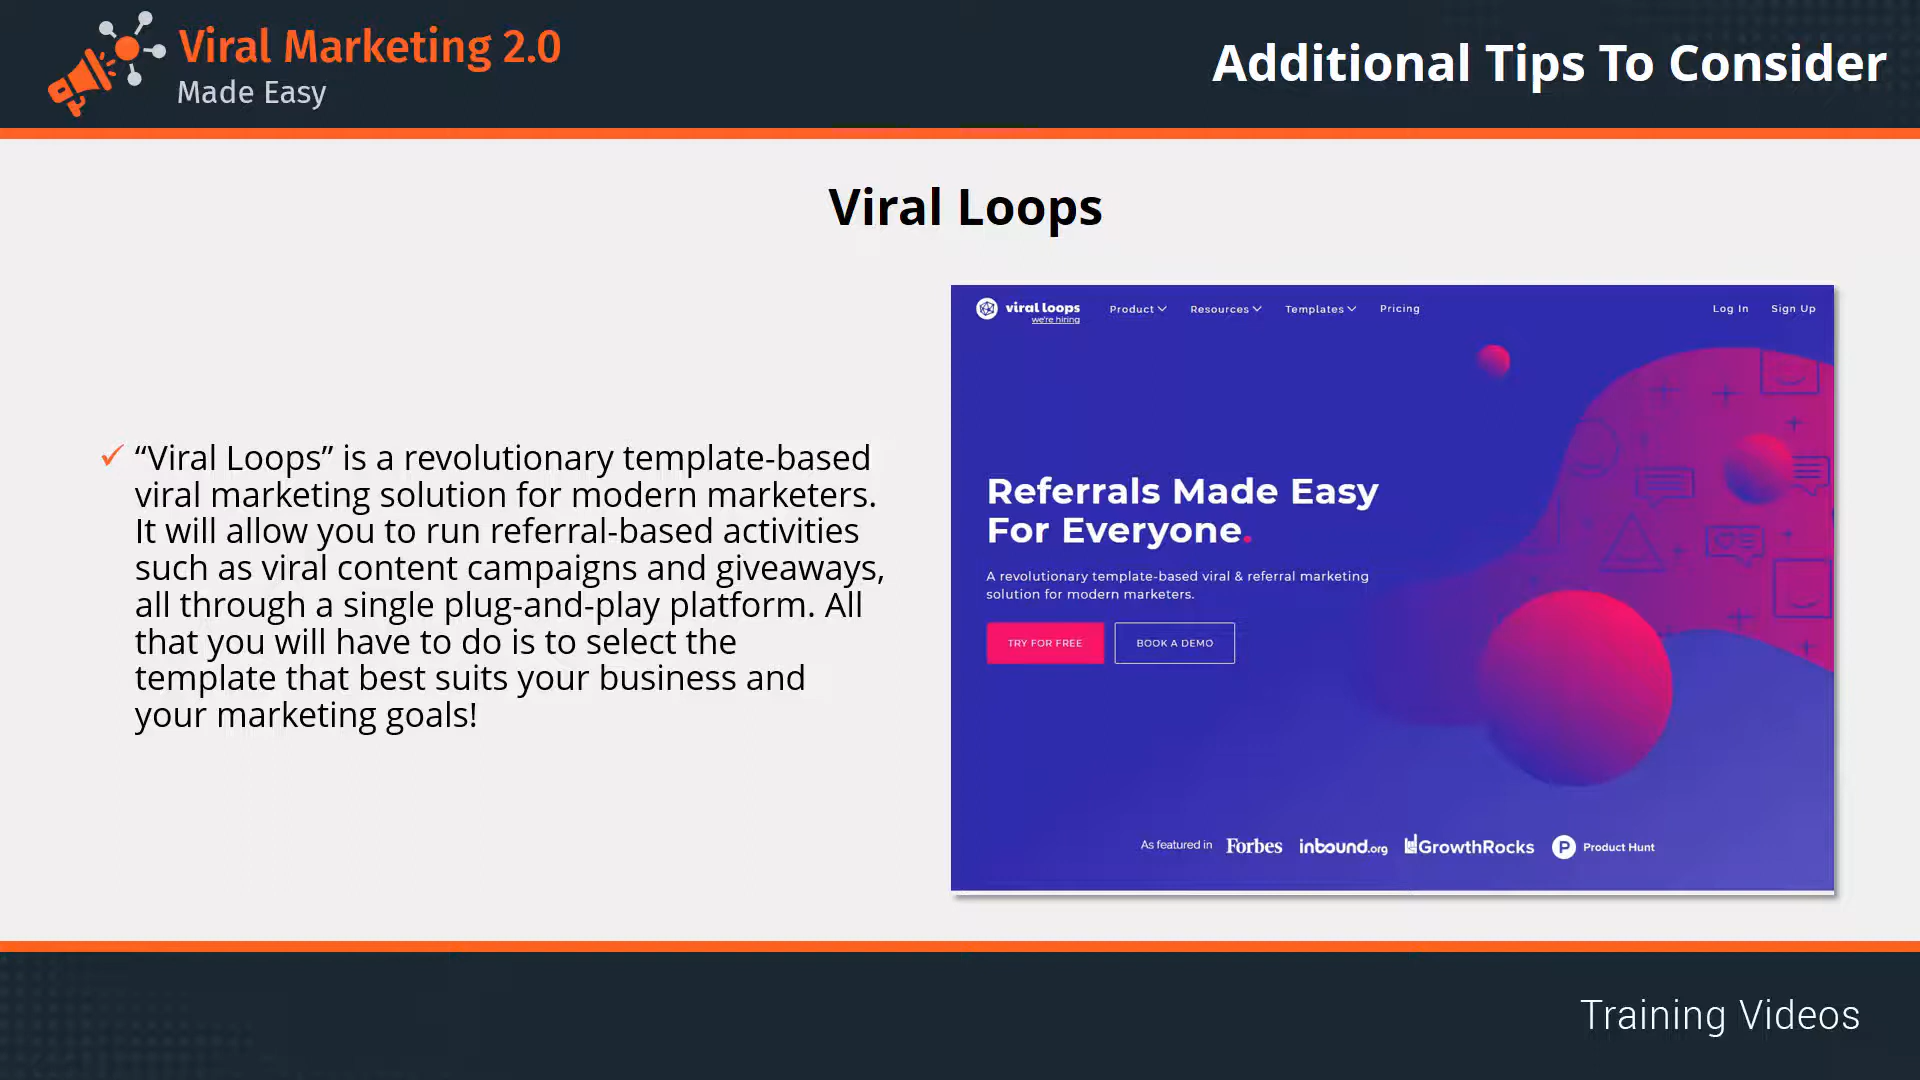 Viral Marketing 2.0
Made Easy
Additional Tips To Consider
Viral Loops
✓ “Viral Loops” is a revolutionary template-based
viral marketing solution for modern marketers.
It will allow you to run referral-based activities
such as viral content campaigns and giveaways,
all through a single plug-and-play platform. All
that you will have to do is to select the
template that best suits your business and
your marketing goals!
viral loops
we're hiring
Product Resources Templates Pricing Log In Sign Up
Referrals Made Easy
For Everyone.
A revolutionary template-based viral & referral marketing
solution for modern marketers.
TRY FOR FREE BOOK A DEMO
As featured in Forbes inbound.org GrowthRocks Product Hunt
Training Videos